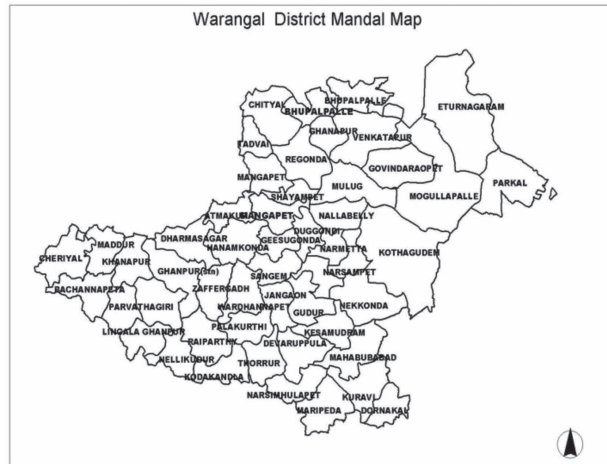 Warangal District Mandal Map
CHITYAL
BHUPALPALLE
BHUPALPALLE
ETURNAGARAM
GHANAPUR
VENKATAPUR
TADVAI
REGONDA
GOVINDARAOPET
MANGAPET
MULUG
PARKAL
MOGULLAPALLE
SHAYAMPET
ATMAKUR
MANGAPET
NALLABELLY
DUGGONDI
DHARMASAGAR
HANAMKONDA
GEESUGONDA
NARMETTA
KOTHAGUDEM
MADDUR
CHERIYAL
KHANAPUR
GHANPUR(stn)
SANGEM
NARSAMPET
BACHANNAPETA
ZAFFERGADH
JANGAON
PARVATHAGIRI
WARDHANNAPET
GUDUR
NEKKONDA
LINGALA GHANPUR
PALAKURTHI
KESAMUDRAM
RAIPARTHY
DEVARUPPULA
NELLIKUDUR
THORRUR
MAHABUBABAD
KODAKANDLA
NARSIMHULAPET
KURAVI
MARIPEDA
DORNAKAL